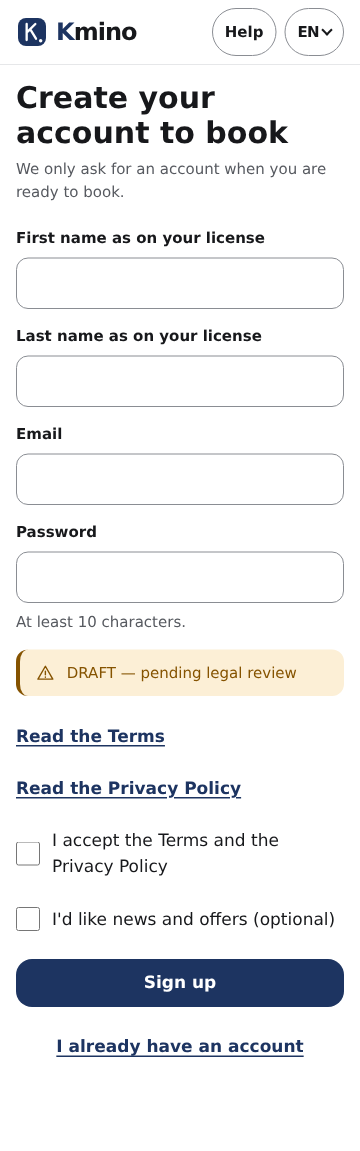 K. Kmino
Help
EN
Create your
account to book
We only ask for an account when you are
ready to book.
First name as on your license
Last name as on your license
Email
Password
At least 10 characters.
DRAFT — pending legal review
Read the Terms
Read the Privacy Policy
I accept the Terms and the
Privacy Policy
I'd like news and offers (optional)
Sign up
I already have an account